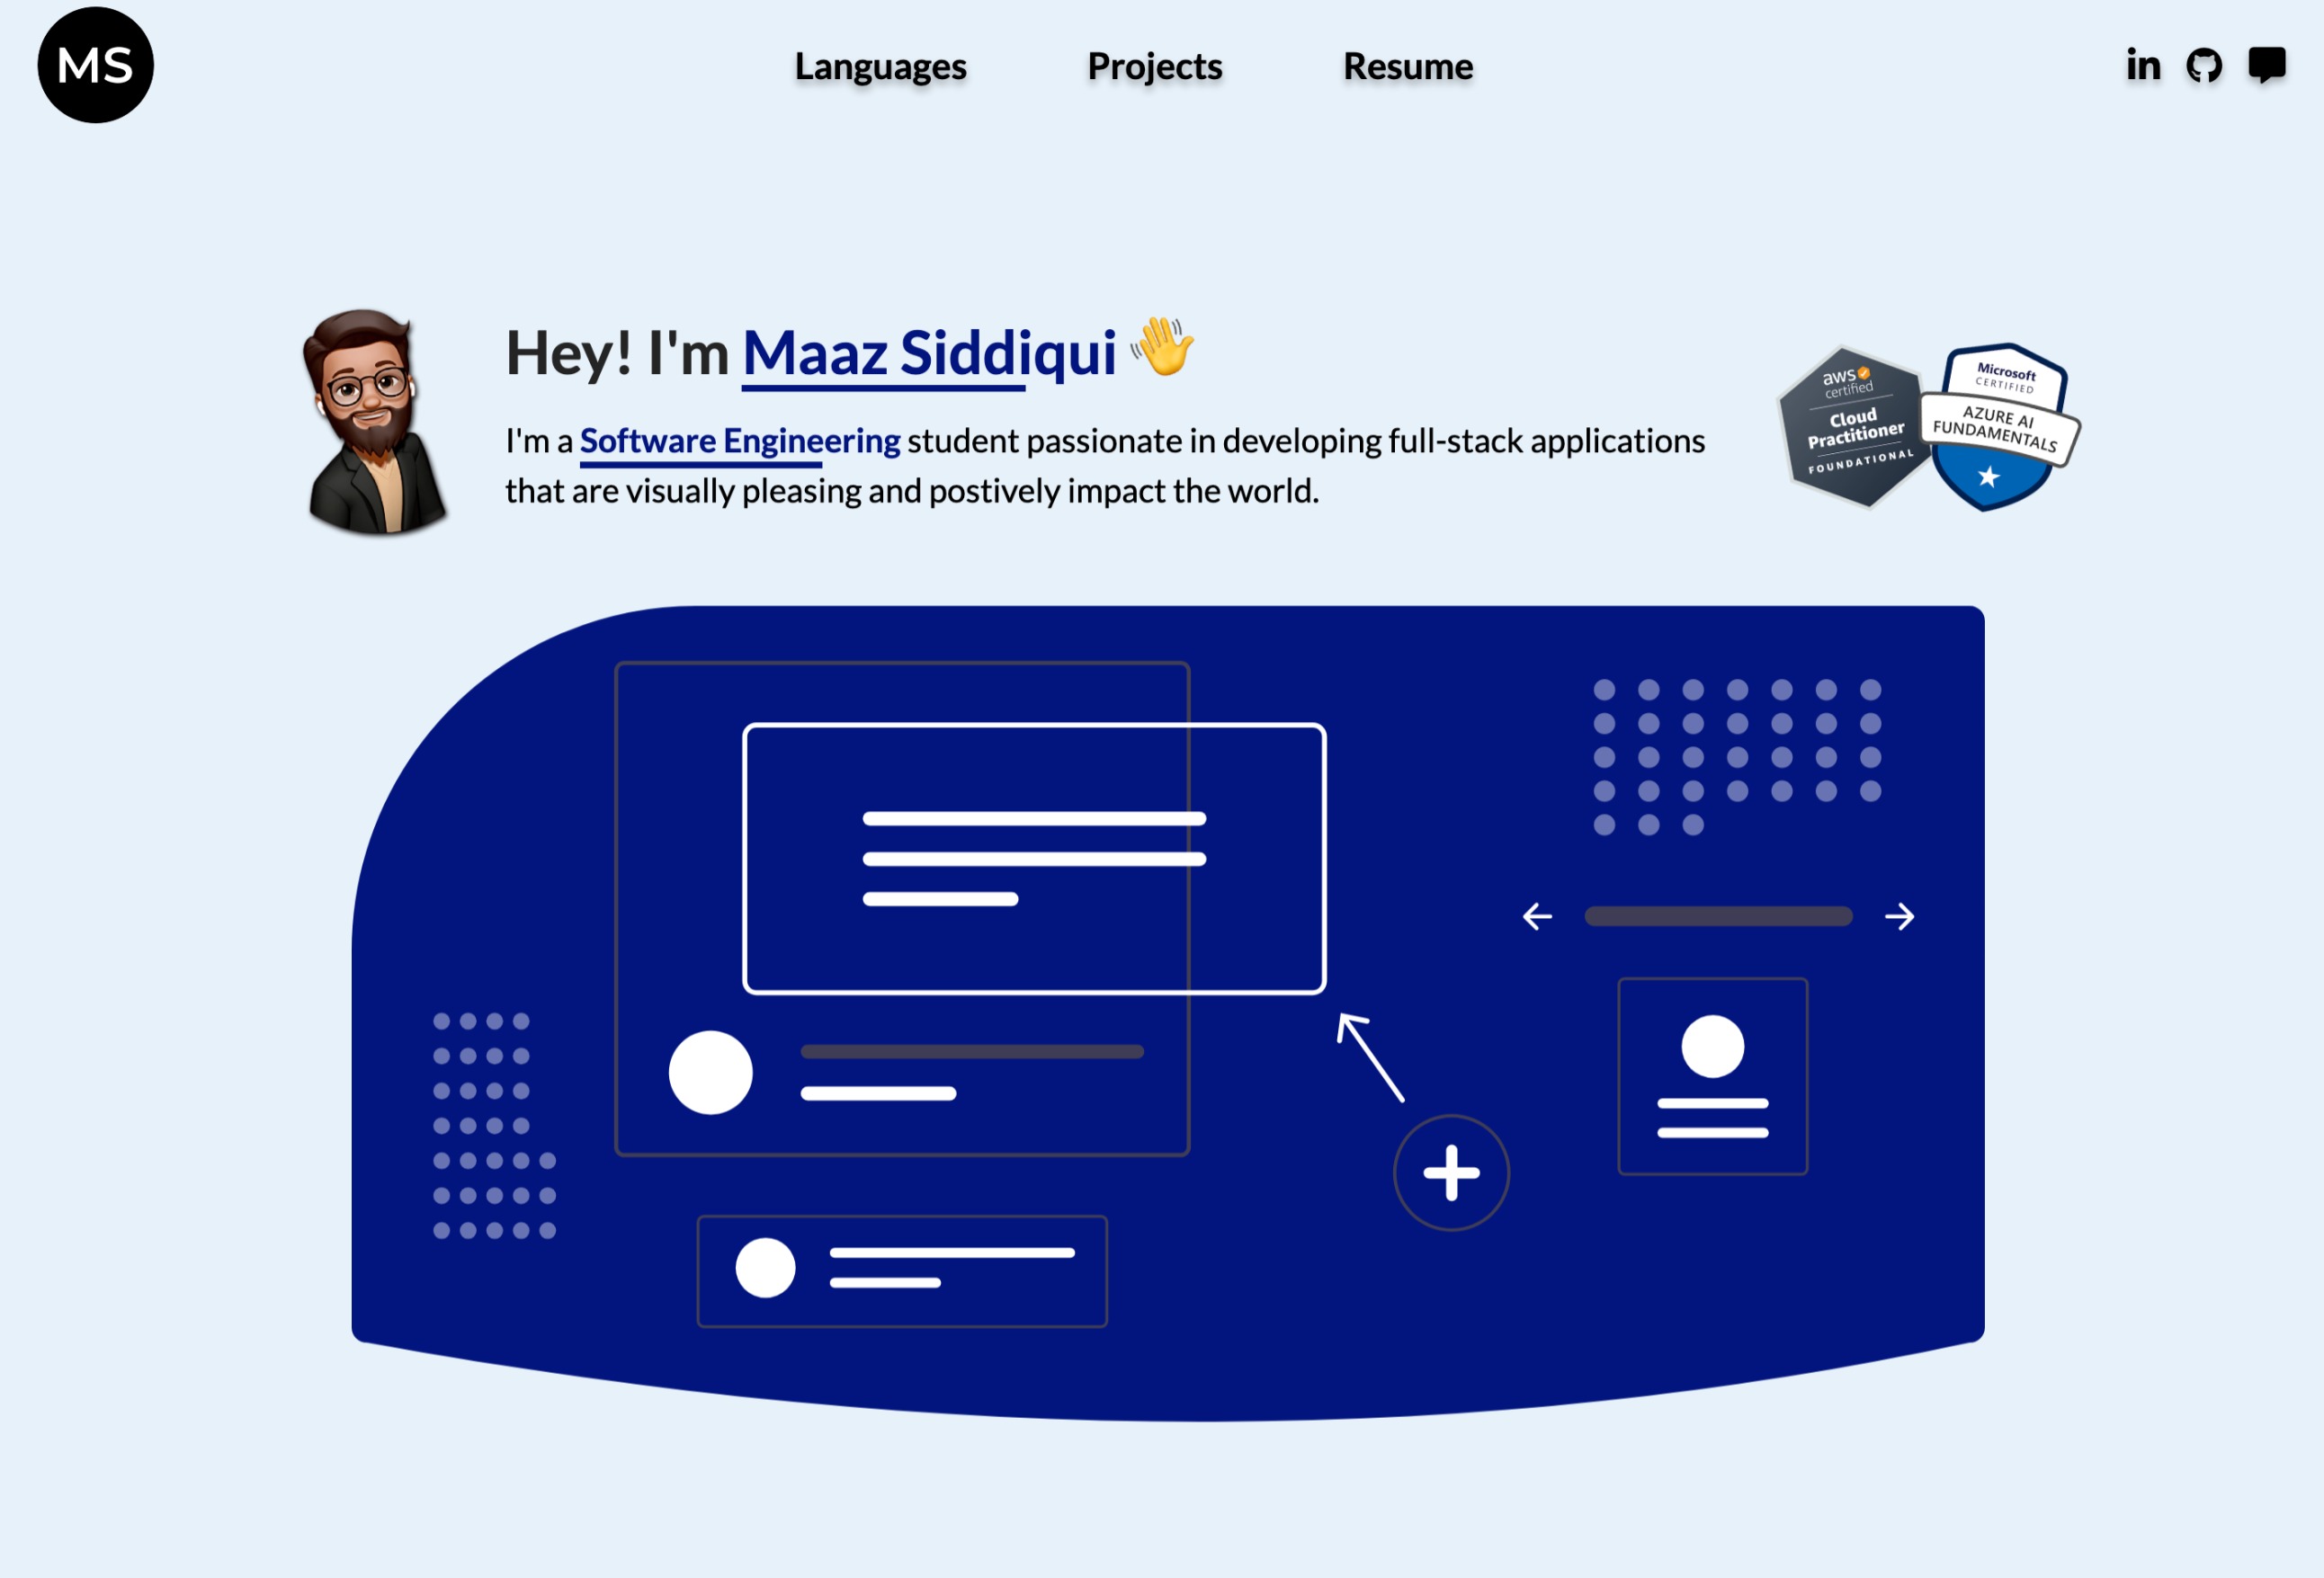 MS
Languages Projects Resume in
Hey! I'm Maaz Siddiqui 👋
I'm a Software Engineering student passionate in developing full-stack applications
that are visually pleasing and postively impact the world.
aws
certified
Cloud
Practitioner
FOUNDATIONAL
Microsoft
CERTIFIED
AZURE AI
FUNDAMENTALS